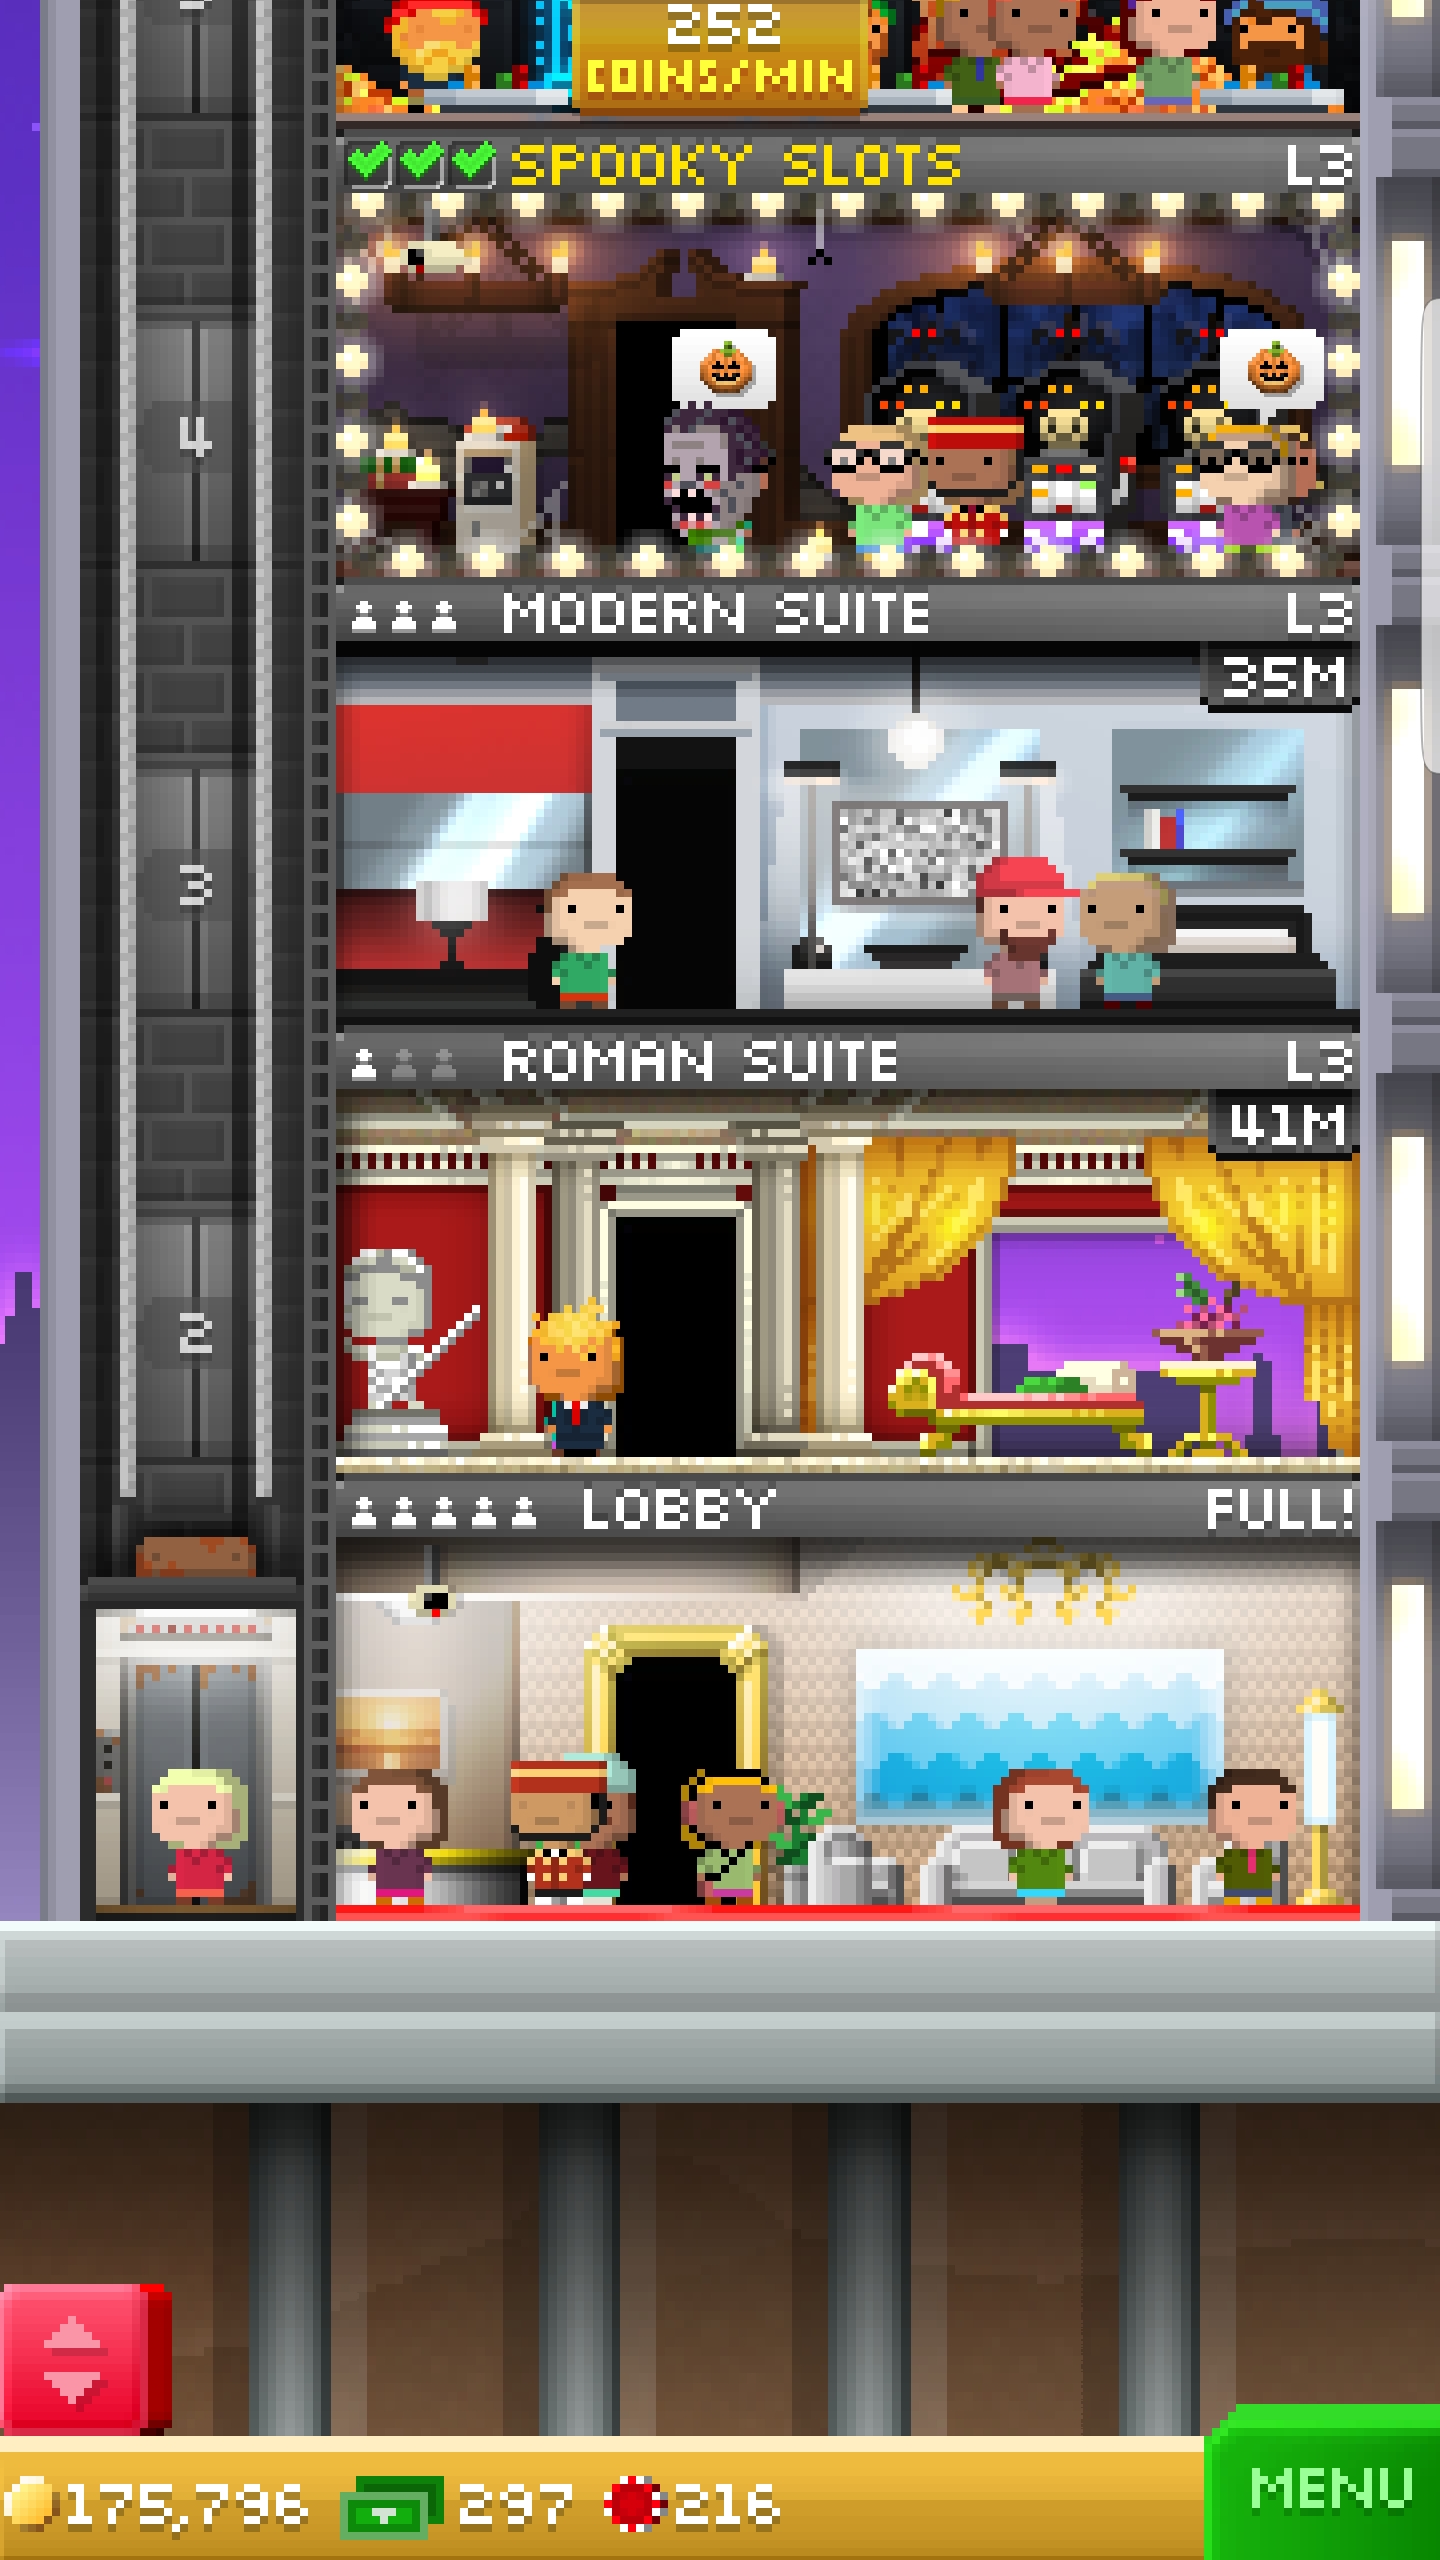 252
COINS/MIN
SPOOKY SLOTS L3
4
MODERN SUITE L3
35M
3
ROMAN SUITE L3
41M
2
LOBBY FULL!
175,796 297 216
MENU